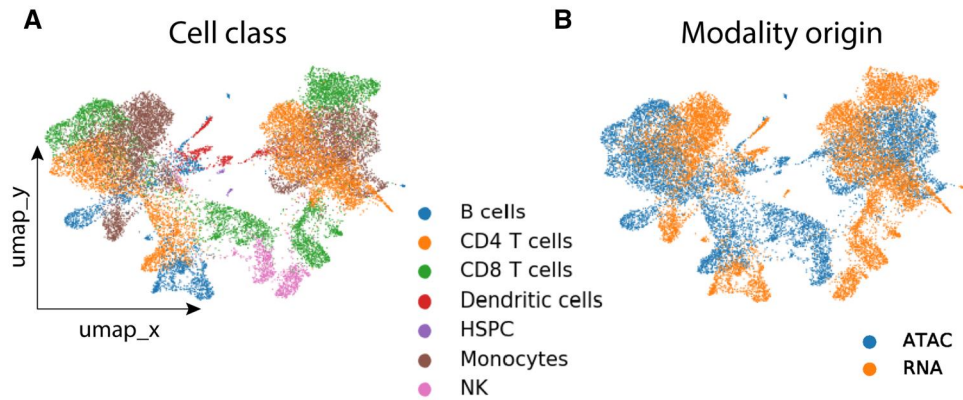 A
Cell class
umap_y
umap_x
B cells
CD4 T cells
CD8 T cells
Dendritic cells
HSPC
Monocytes
NK
B
Modality origin
ATAC
RNA